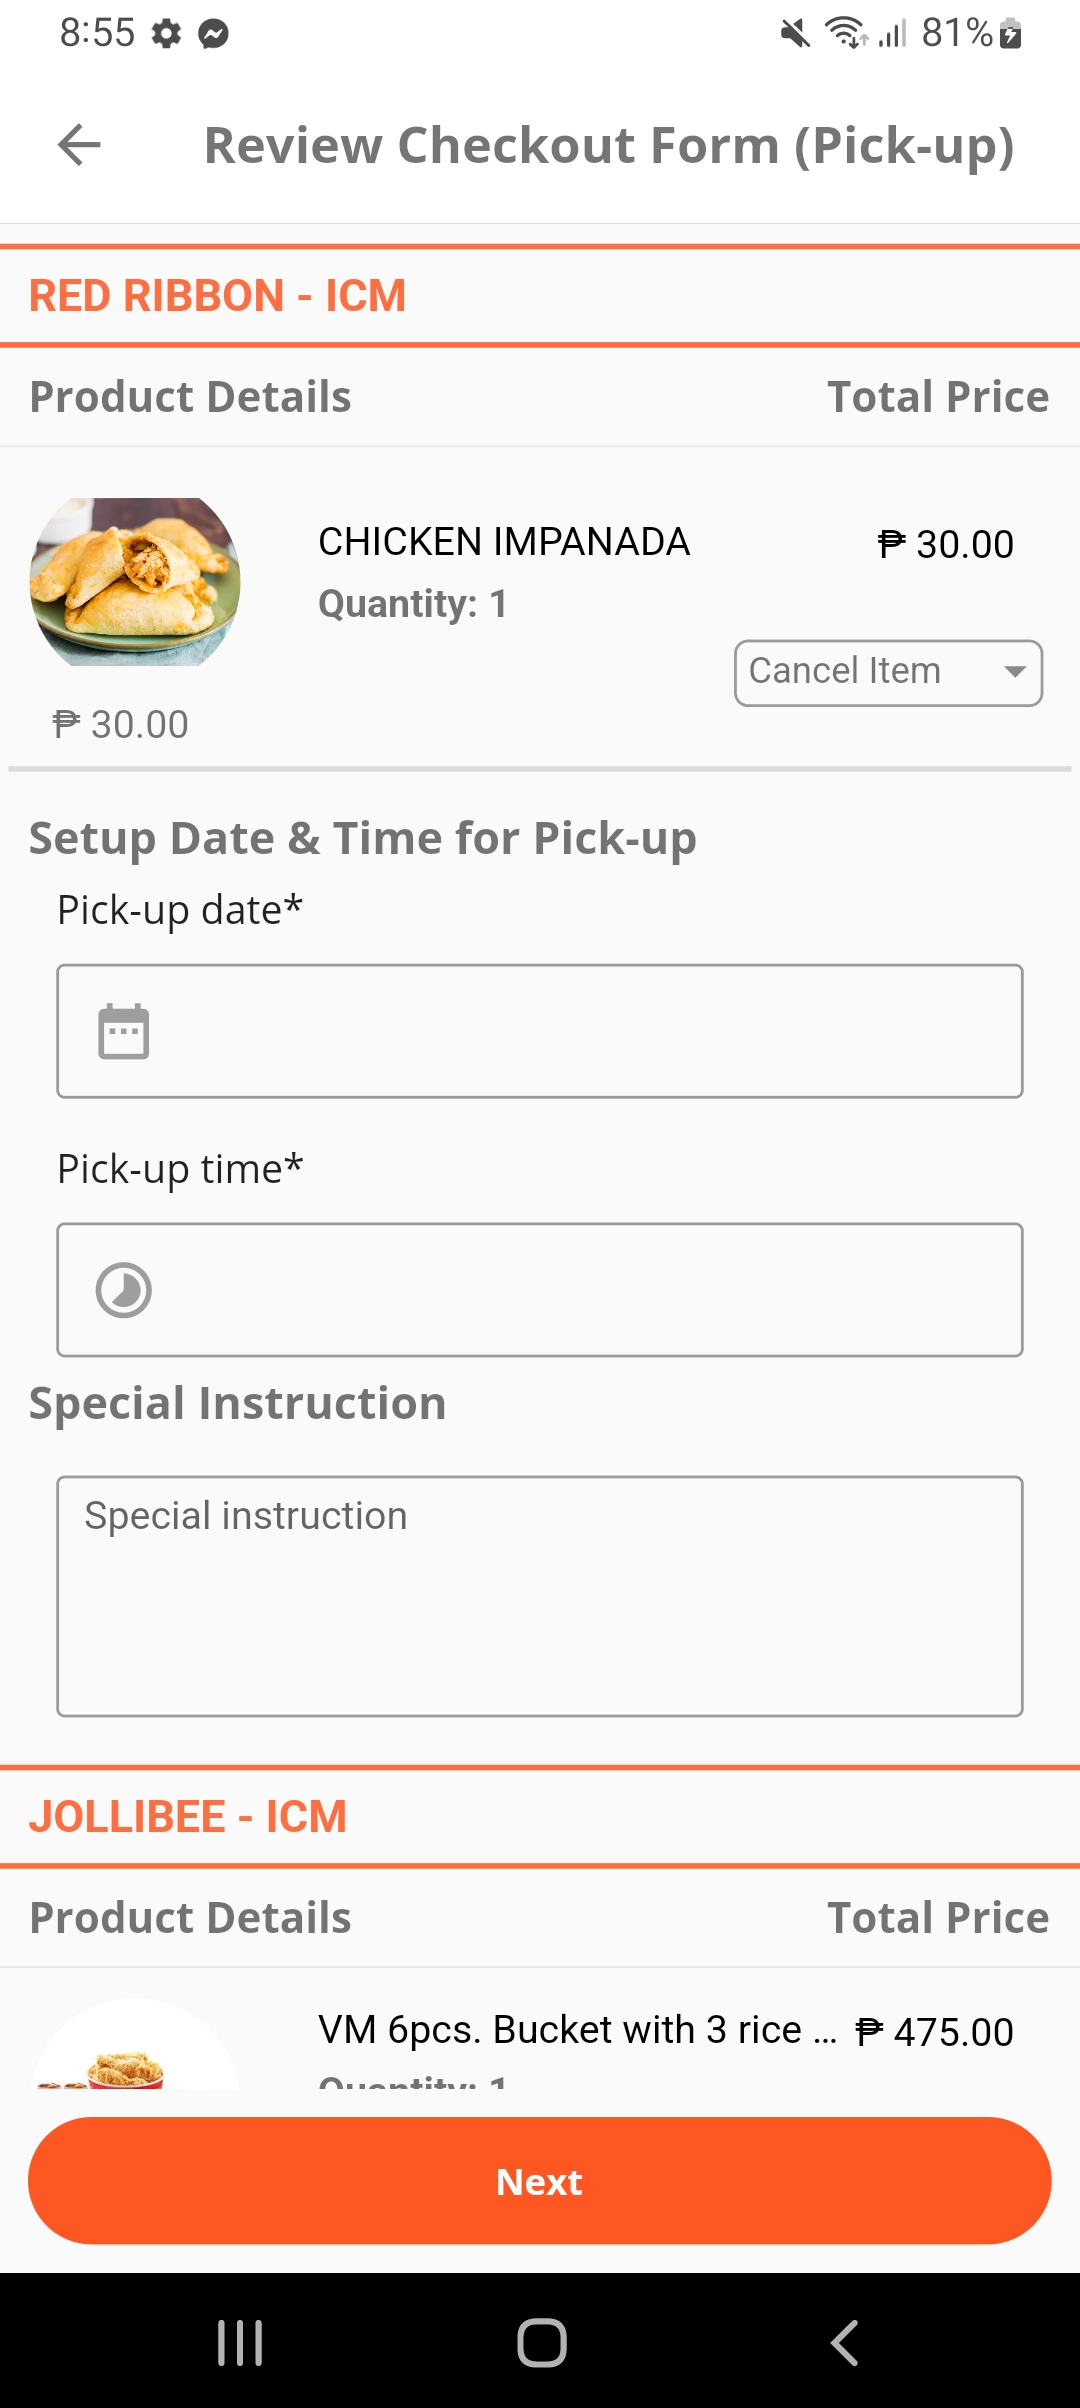 8:55 81%
Review Checkout Form (Pick-up)
RED RIBBON - ICM
Product Details Total Price
CHICKEN IMPANADA ₱ 30.00
Quantity: 1
Cancel Item
₱ 30.00
Setup Date & Time for Pick-up
Pick-up date*
Pick-up time*
Special Instruction
Special instruction
JOLLIBEE - ICM
Product Details Total Price
VM 6pcs. Bucket with 3 rice ... ₱ 475.00
Quantity: 1
Next